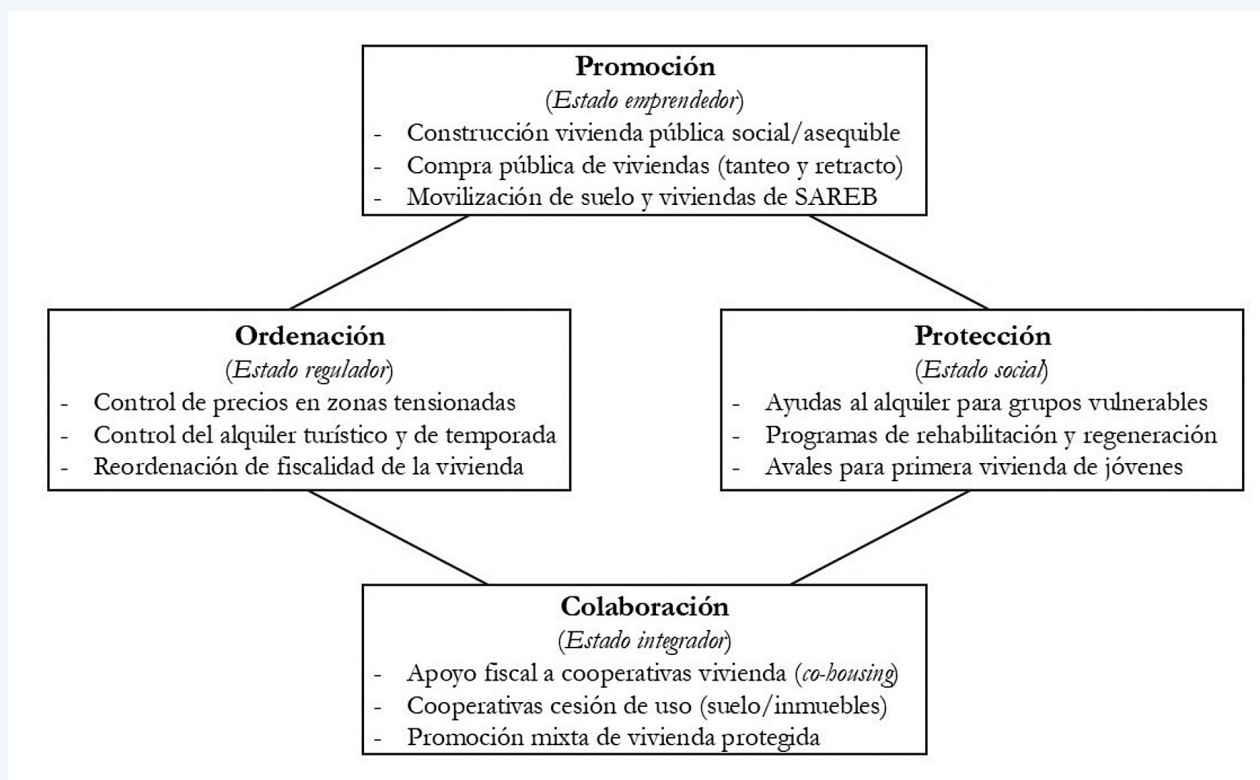 Promoción
(Estado emprendedor)
- Construcción vivienda pública social/asequible
- Compra pública de viviendas (tanteo y retracto)
- Movilización de suelo y viviendas de SAREB
Ordenación
(Estado regulador)
- Control de precios en zonas tensionadas
- Control del alquiler turístico y de temporada
- Reordenación de fiscalidad de la vivienda
Protección
(Estado social)
- Ayudas al alquiler para grupos vulnerables
- Programas de rehabilitación y regeneración
- Avales para primera vivienda de jóvenes
Colaboración
(Estado integrador)
- Apoyo fiscal a cooperativas vivienda (co-housing)
- Cooperativas cesión de uso (suelo/inmuebles)
- Promoción mixta de vivienda protegida